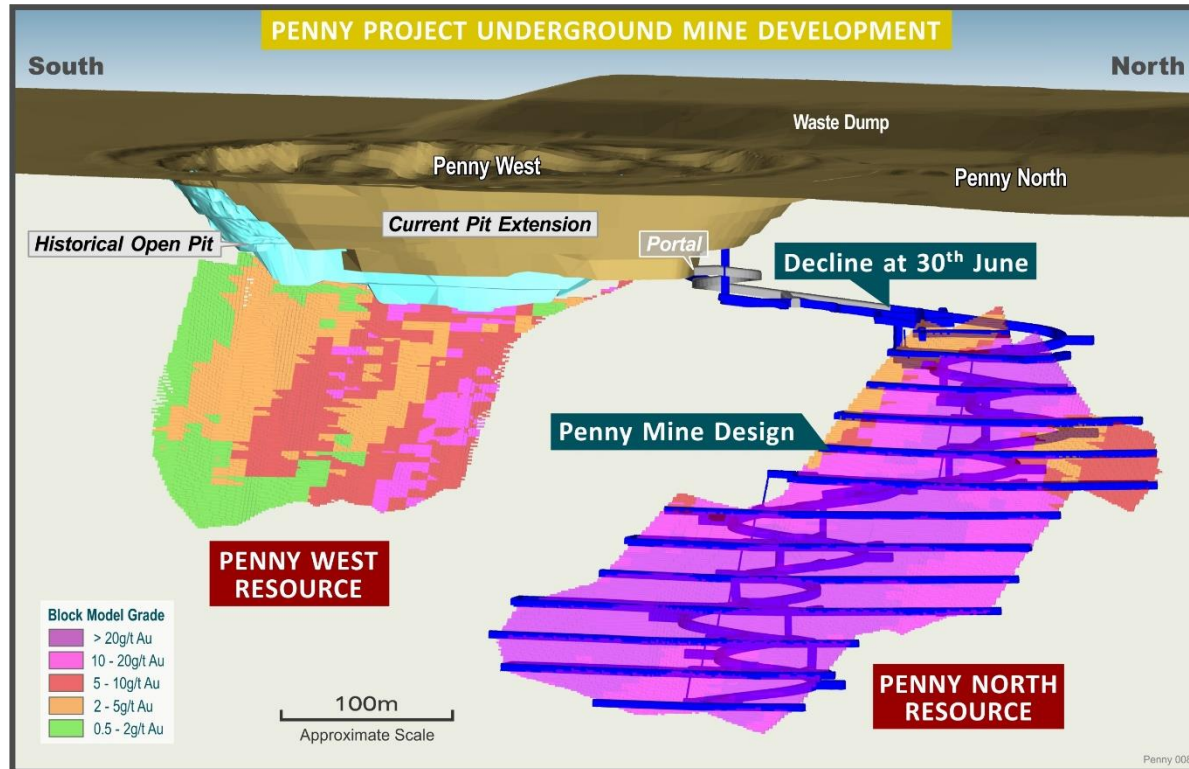 PENNY PROJECT UNDERGROUND MINE DEVELOPMENT
South
North
Waste Dump
Penny West
Penny North
Current Pit Extension
Historical Open Pit
Portal
Decline at 30th June
Penny Mine Design
PENNY WEST
RESOURCE
Block Model Grade
> 20g/t Au
10 - 20g/t Au
5 - 10g/t Au
2 - 5g/t Au
0.5 - 2g/t Au
100m
Approximate Scale
PENNY NORTH
RESOURCE
Penny 008